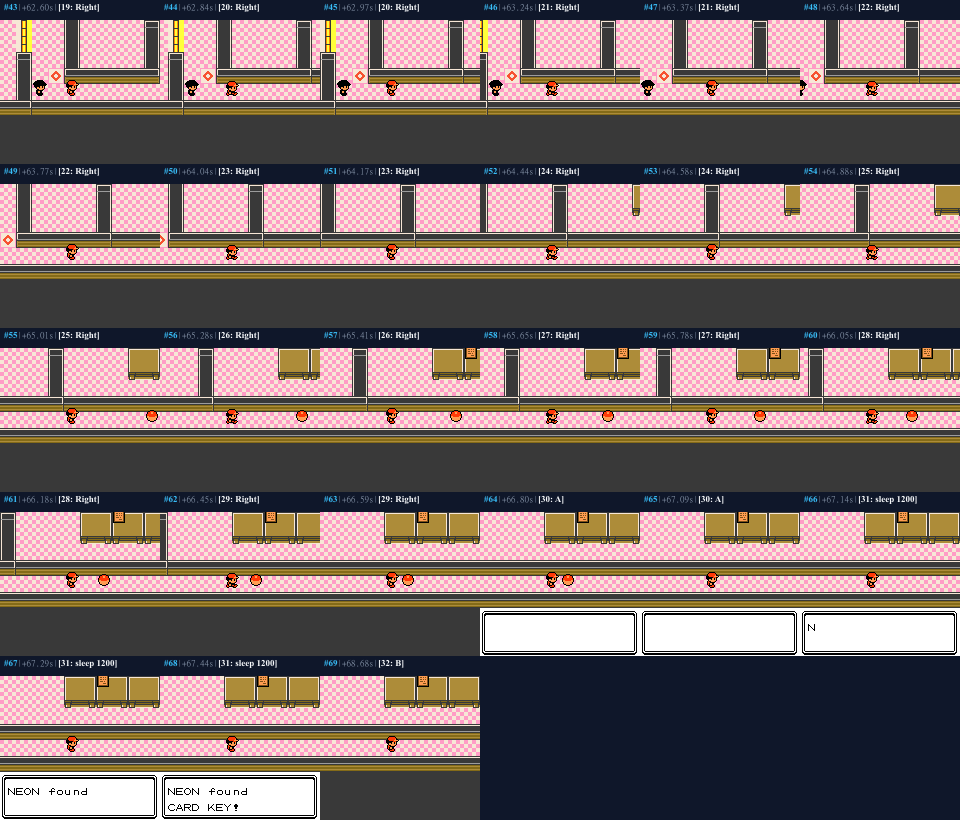 #43|+62.60s| [19: Right]
#44|+62.84s| [20: Right]
#45|+62.97s| [20: Right]
#46|+63.24s| [21: Right]
#47|+63.37s| [21: Right]
#48|+63.64s| [22: Right]
#49|+63.77s| [22: Right]
#50|+64.04s| [23: Right]
#51|+64.17s| [23: Right]
#52|+64.44s| [24: Right]
#53|+64.58s| [24: Right]
#54|+64.88s| [25: Right]
#55|+65.01s| [25: Right]
#56|+65.28s| [26: Right]
#57|+65.41s| [26: Right]
#58|+65.65s| [27: Right]
#59|+65.78s| [27: Right]
#60|+66.05s| [28: Right]
#61|+66.18s| [28: Right]
#62|+66.45s| [29: Right]
#63|+66.59s| [29: Right]
#64|+66.80s| [30: A]
#65|+67.09s| [30: A]
#66|+67.14s| [31: sleep 1200]
N
#67|+67.29s| [31: sleep 1200]
#68|+67.44s| [31: sleep 1200]
#69|+68.68s| [32: B]
NEON found
NEON found
CARD KEY!